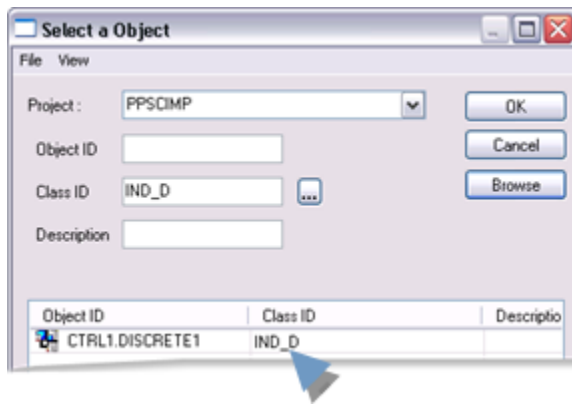 Select a Object
File View
Project : PPSCIMP OK
Object ID Cancel
Class ID IND_D ... Browse
Description
Object ID Class ID Descriptio
CTRL1.DISCRETE1 IND_D